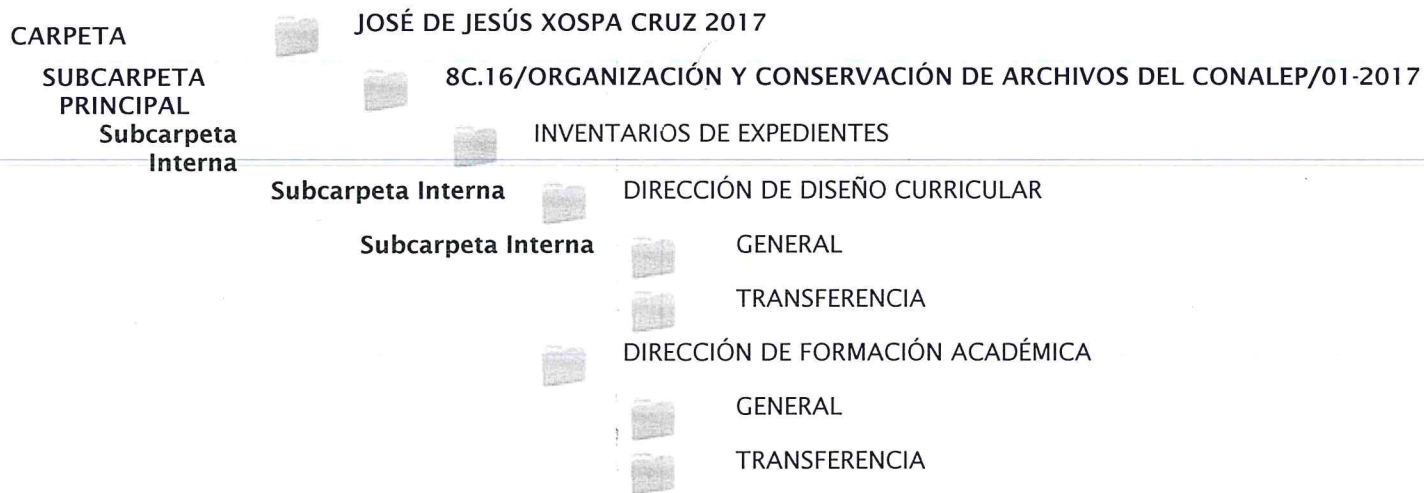 CARPETA JOSÉ DE JESÚS XOSPA CRUZ 2017
SUBCARPETA PRINCIPAL 8C.16/ORGANIZACIÓN Y CONSERVACIÓN DE ARCHIVOS DEL CONALEP/01-2017
Subcarpeta Interna INVENTARIOS DE EXPEDIENTES
Subcarpeta Interna DIRECCIÓN DE DISEÑO CURRICULAR
Subcarpeta Interna GENERAL
TRANSFERENCIA
DIRECCIÓN DE FORMACIÓN ACADÉMICA
GENERAL
TRANSFERENCIA